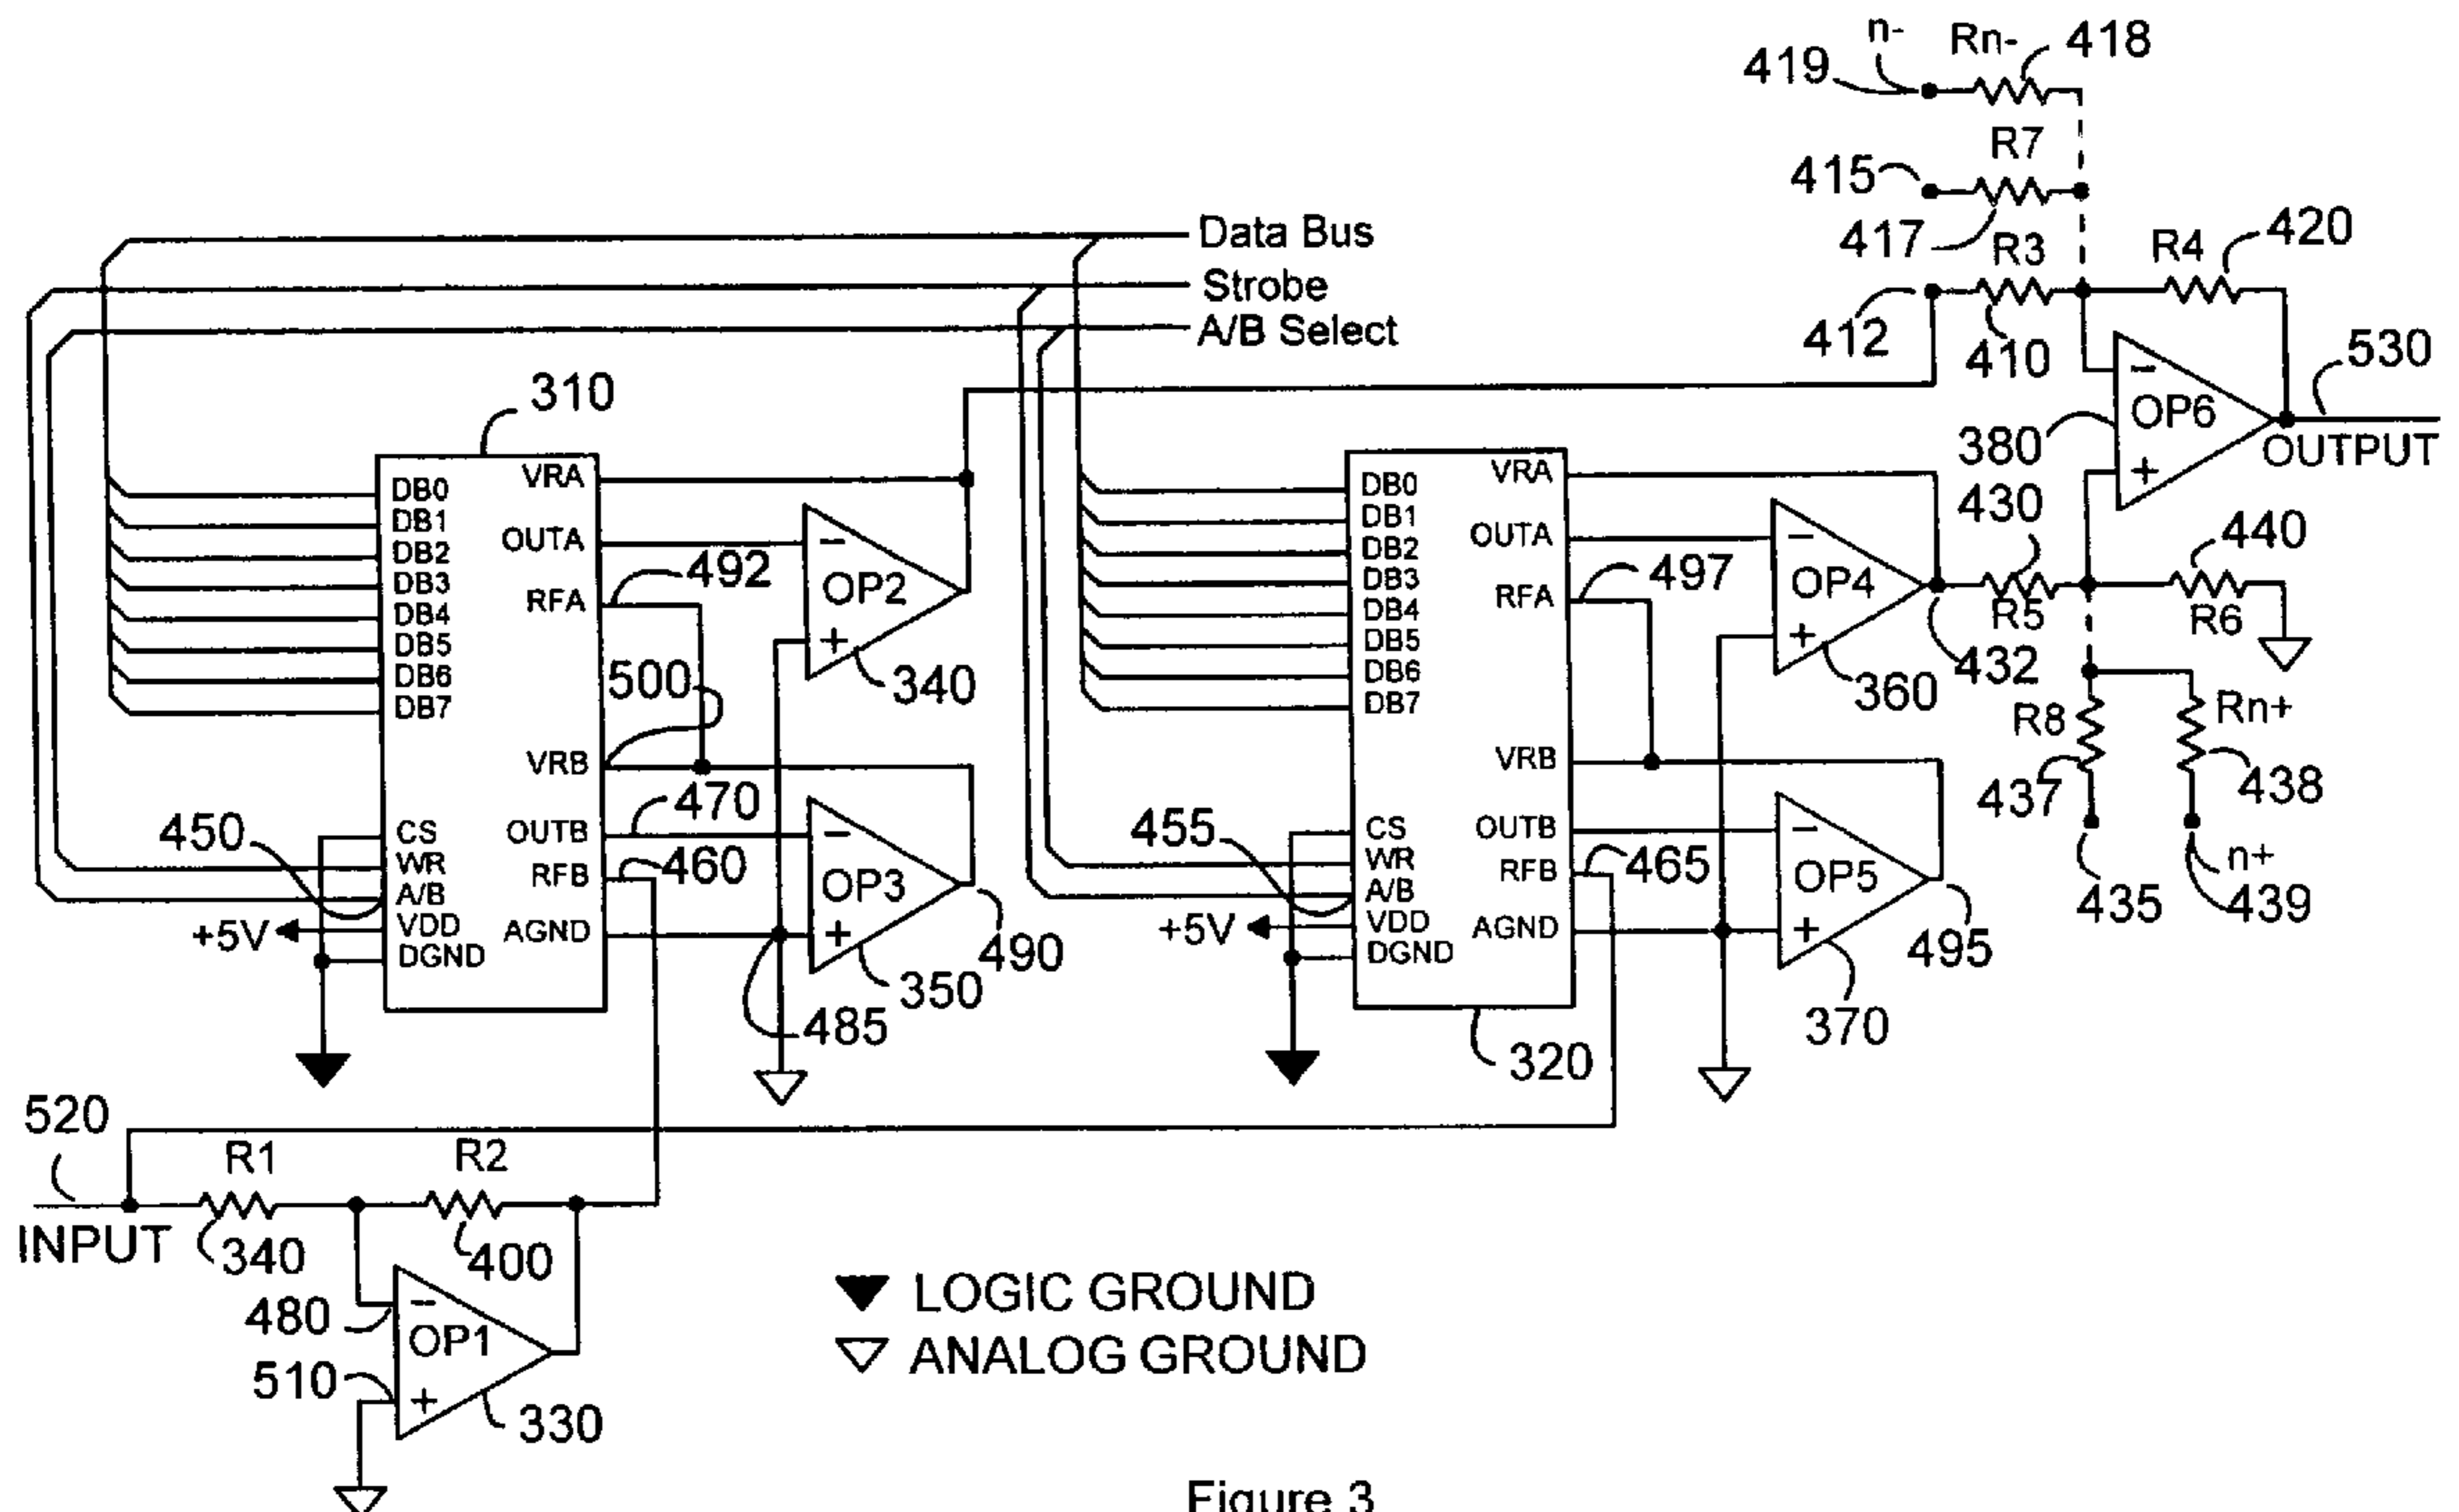 n- Rn- 418
419
R7
415
417
R3 R4 420
412 410
Data Bus
Strobe
A/B Select
530
OP6
-
+
380
OUTPUT
430
440
R5
R6
432
R8 Rn+
437 438
435 n+
439
310
VRA
DB0
DB1
DB2
DB3
DB4
DB5
DB6
DB7
OUTA
RFA
492
500
VRB
470
OUTB
RFB
460
AGND
450
CS
WR
A/B
VDD
DGND
+5V
-
OP2
+
340
-
OP3
+
350
490
485
VRA
DB0
DB1
DB2
DB3
DB4
DB5
DB6
DB7
OUTA
RFA
497
VRB
OUTB
RFB
465
AGND
455
CS
WR
A/B
VDD
DGND
+5V
320
-
OP4
+
360
-
OP5
+
370
495
520
R1 R2
INPUT
340 400
480
-
OP1
510
+
330
LOGIC GROUND
ANALOG GROUND
Figure 3